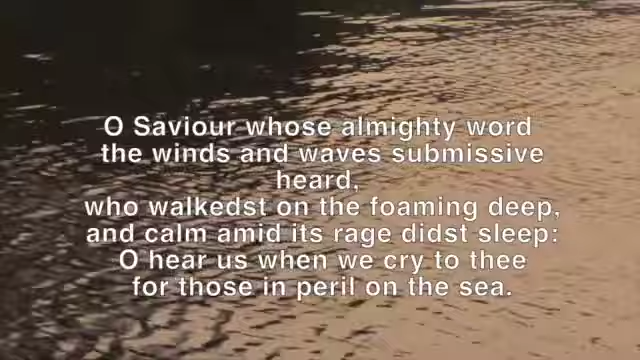 O Saviour whose almighty word
the winds and waves submissive
heard,
who walkedst on the foaming deep,
and calm amid its rage didst sleep:
O hear us when we cry to thee
for those in peril on the sea.